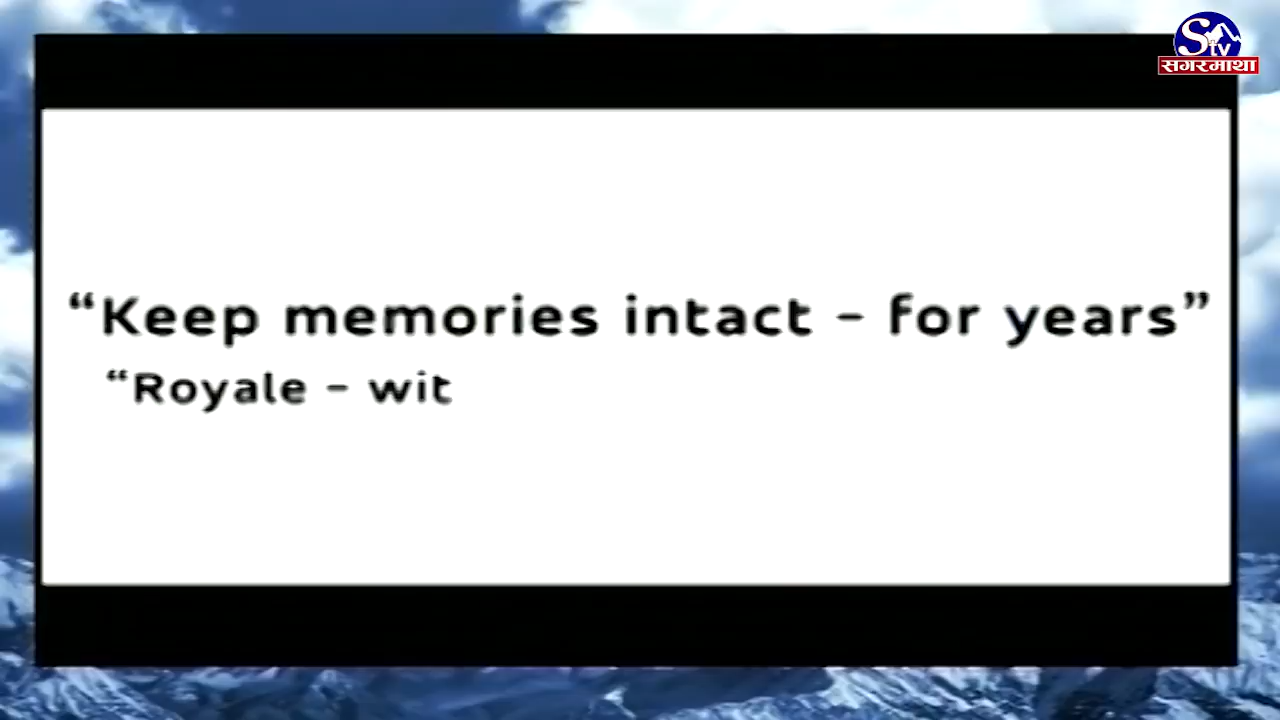 Stv
सगरमाथा
“Keep memories intact - for years”
“Royale - wit